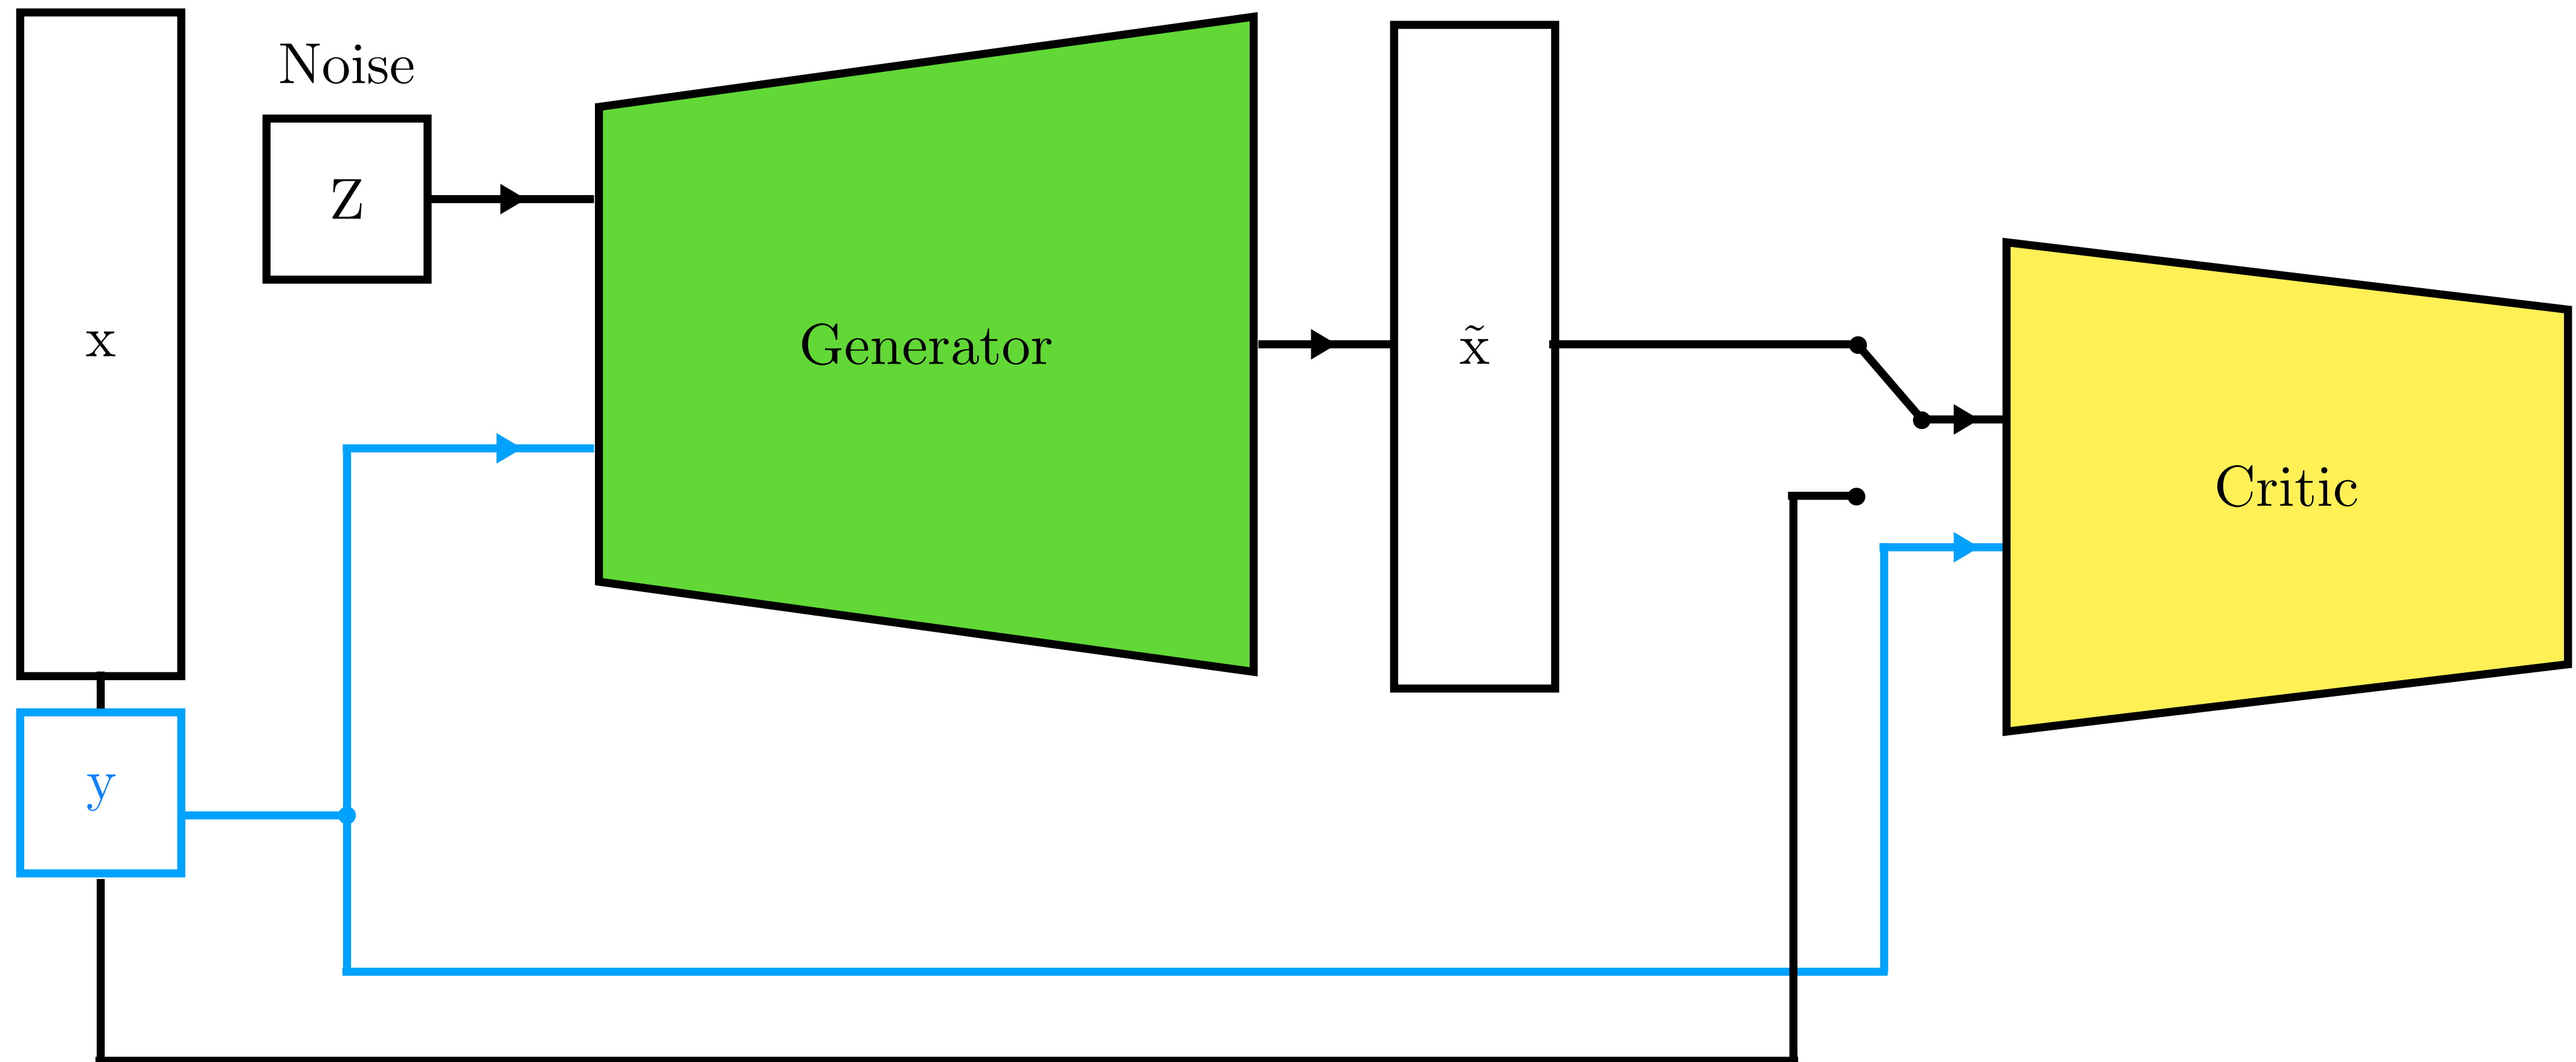 x
Noise
Z
Generator
x̃
Critic
y